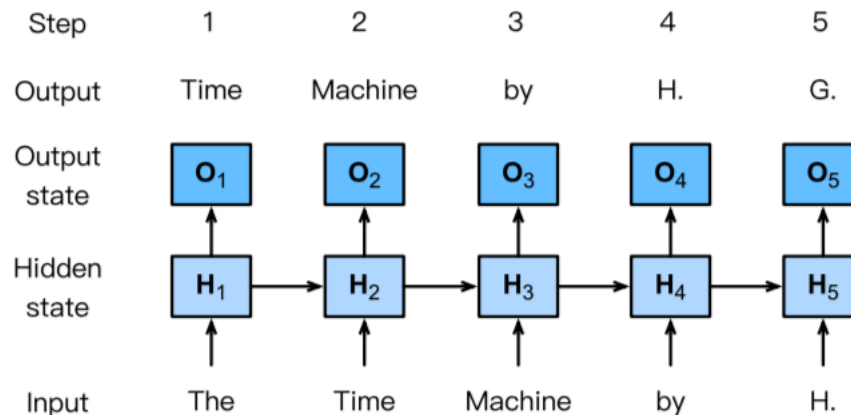 Step 1 2 3 4 5
Output Time Machine by H. G.
Output state O₁ O₂ O₃ O₄ O₅
Hidden state H₁ H₂ H₃ H₄ H₅
Input The Time Machine by H.